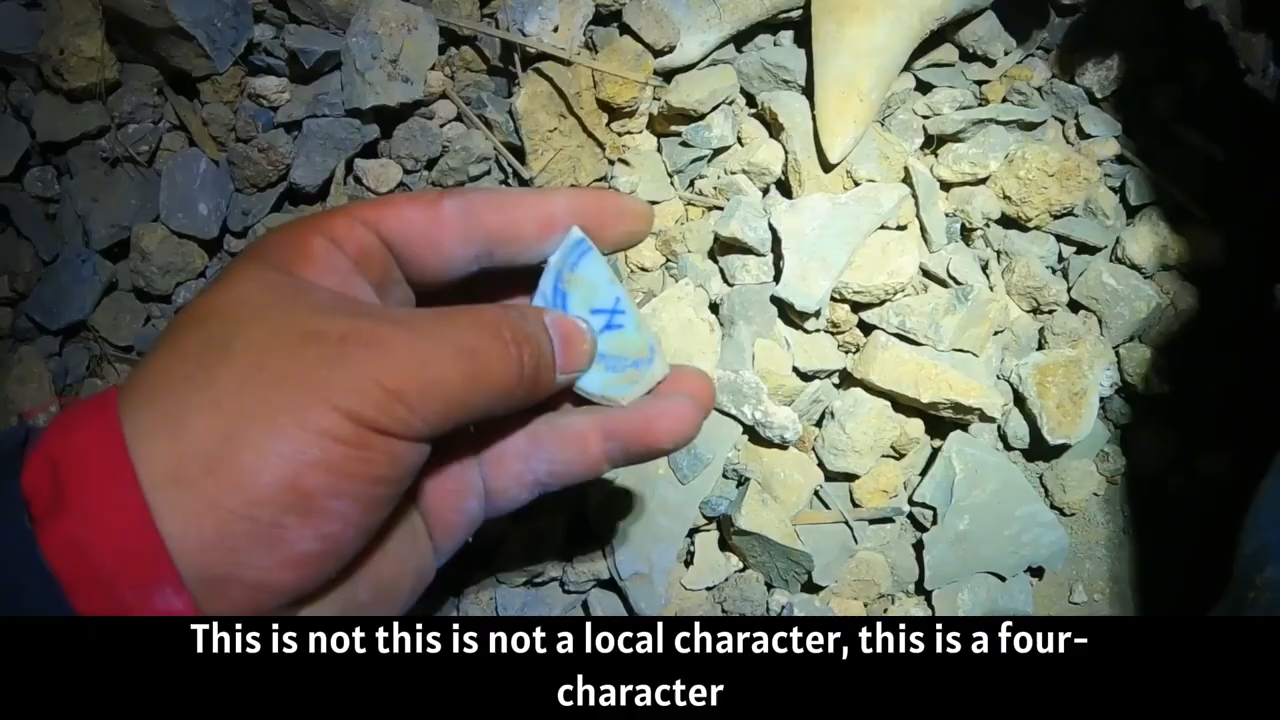 This is not this is not a local character, this is a four-
character